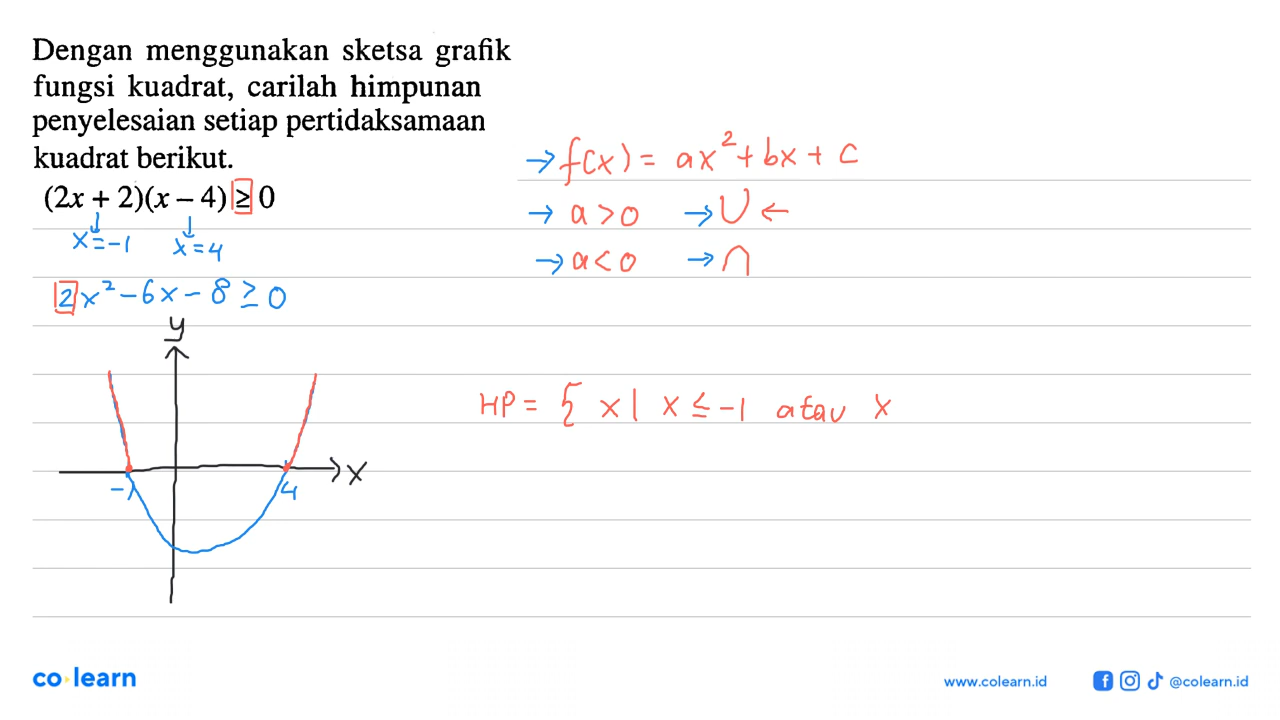 Dengan menggunakan sketsa grafik
fungsi kuadrat, carilah himpunan
penyelesaian setiap pertidaksamaan
kuadrat berikut.
(2x + 2)(x − 4) ≥ 0
x = -1 x = 4
2x² - 6x - 8 ≥ 0
→ f(x) = ax² + bx + c
→ a > 0 → ∪ ←
→ a < 0 → ∩
y
x
-1 4
HP = { x | x ≤ -1 atau x
co learn
www.colearn.id
@colearn.id